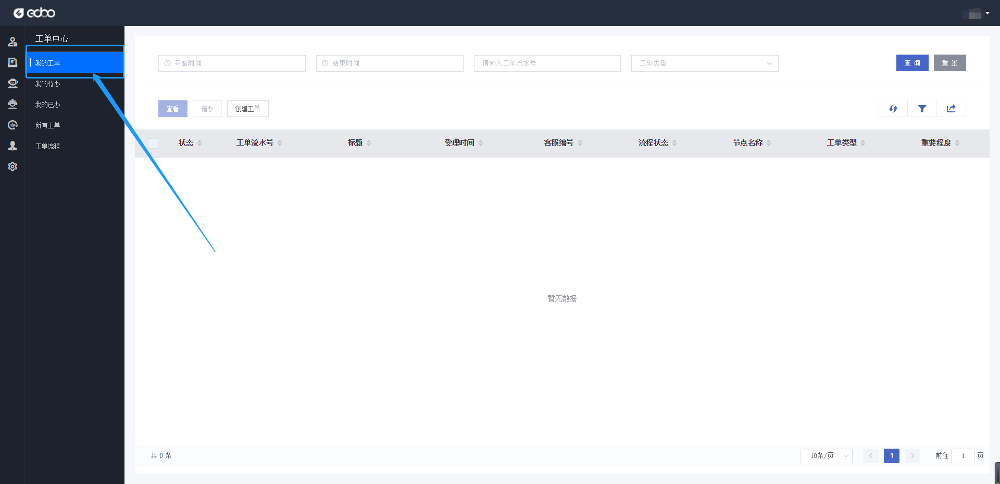 ecbo
工单中心
我的工单
我的待办
我的已办
所有工单
工单流程
开始时间 结束时间 请输入工单流水号 工单类型 查 询 重 置
查看 催办 创建工单
状态 工单流水号 标题 受理时间 客服编号 流程状态 节点名称 工单类型 重要程度
暂无数据
共 0 条 10条/页 1 前往 1 页